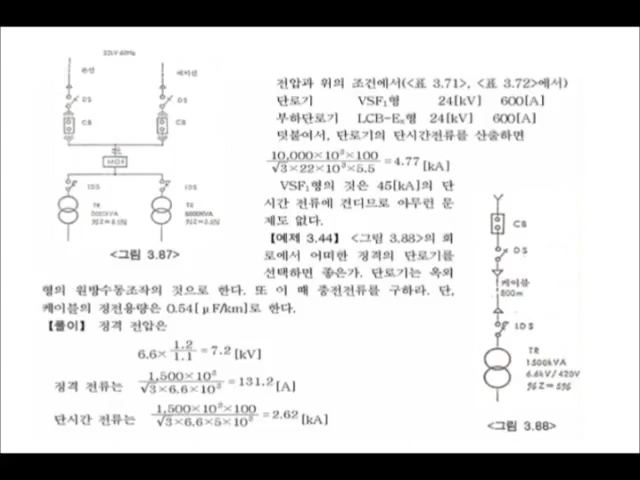 22kV 60Hz
본선
예비선
DS
DS
CB
CB
MOF
LDS
LDS
TR
TR
%Z=5.5%
<그림 3.87>
전압과 위의 조건에서(<표 3.71>, <표 3.72>에서)
단로기 VSF₁형 24[kV] 600[A]
부하단로기 LCB-Eₐ형 24[kV] 600[A]
덧붙여서, 단로기의 단시간전류를 산출하면
10,000×10³×100
√3×22×10³×5.5 =4.77 [kA]
VSF₁형의 것은 45[kA]의 단
시간 전류에 견디므로 아무런 문
제도 없다.
【예제 3.44】 <그림 3.88>의 회
로에서 어떠한 정격의 단로기를
선택하면 좋은가. 단로기는 옥외
형의 원방수동조작의 것으로 한다. 또 이 때 충전전류를 구하라. 단,
케이블의 정전용량은 0.54[μF/km]로 한다.
【풀이】 정격 전압은
6.6× 1.2
1.1 =7.2 [kV]
정격 전류는 1,500×10³
√3×6.6×10³ =131.2 [A]
단시간 전류는 1,500×10³×100
√3×6.6×5×10³ =2.62 [kA]
CB
DS
케이블
800m
LDS
TR
1500kVA
6.6kV/420V
%Z=5%
<그림 3.88>